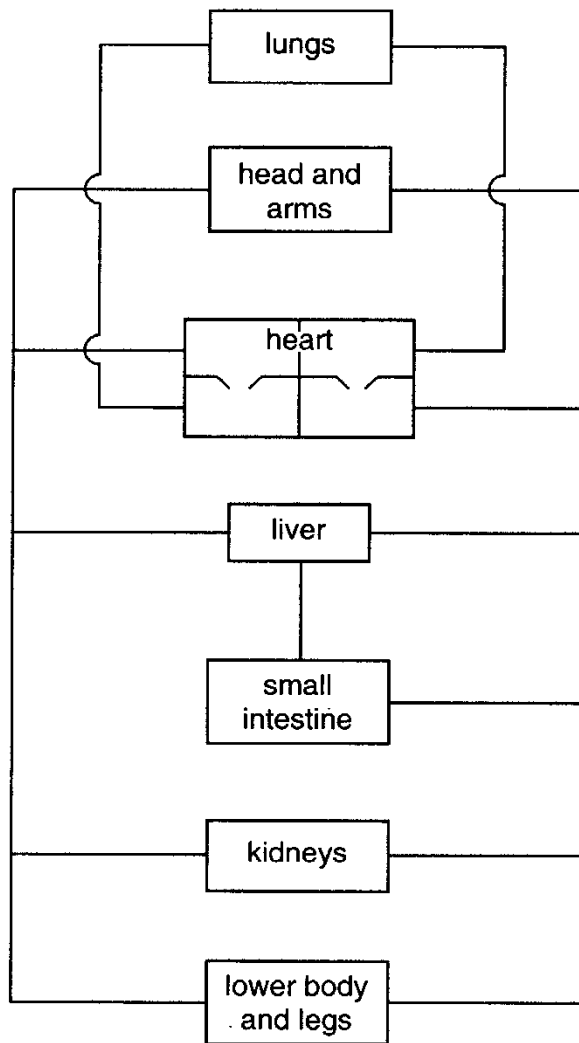 lungs
head and
arms
heart
liver
small
intestine
kidneys
lower body
and legs